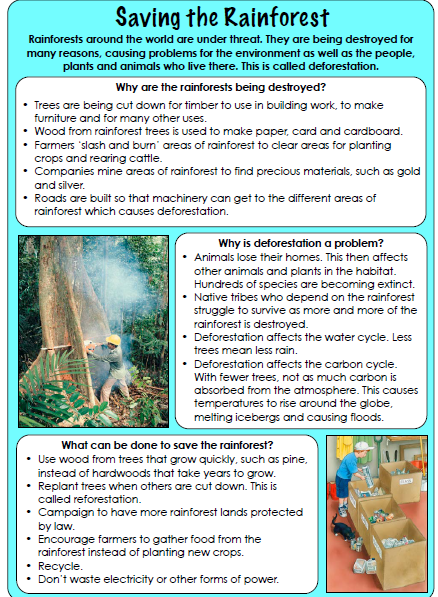 Saving the Rainforest
Rainforests around the world are under threat. They are being destroyed for
many reasons, causing problems for the environment as well as the people,
plants and animals who live there. This is called deforestation.
Why are the rainforests being destroyed?
• Trees are being cut down for timber to use in building work, to make
furniture and for many other uses.
• Wood from rainforest trees is used to make paper, card and cardboard.
• Farmers ‘slash and burn’ areas of rainforest to clear areas for planting
crops and rearing cattle.
• Companies mine areas of rainforest to find precious materials, such as gold
and silver.
• Roads are built so that machinery can get to the different areas of
rainforest which causes deforestation.
Why is deforestation a problem?
• Animals lose their homes. This then affects
other animals and plants in the habitat.
Hundreds of species are becoming extinct.
• Native tribes who depend on the rainforest
struggle to survive as more and more of the
rainforest is destroyed.
• Deforestation affects the water cycle. Less
trees mean less rain.
• Deforestation affects the carbon cycle.
With fewer trees, not as much carbon is
absorbed from the atmosphere. This causes
temperatures to rise around the globe,
melting icebergs and causing floods.
What can be done to save the rainforest?
• Use wood from trees that grow quickly, such as pine,
instead of hardwoods that take years to grow.
• Replant trees when others are cut down. This is
called reforestation.
• Campaign to have more rainforest lands protected
by law.
• Encourage farmers to gather food from the
rainforest instead of planting new crops.
• Recycle.
• Don’t waste electricity or other forms of power.